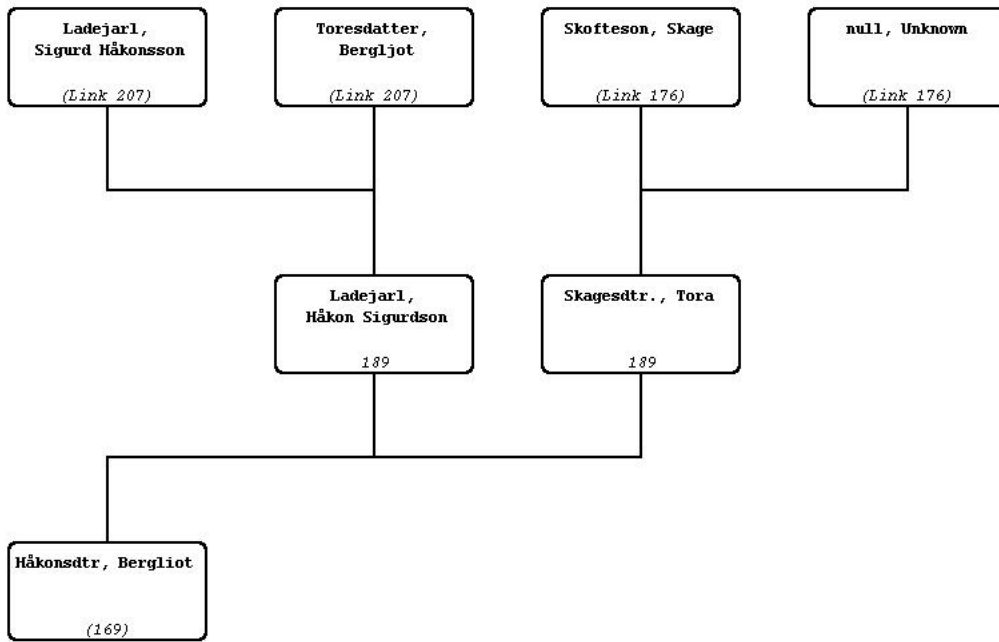 Ladejarl,
Sigurd Håkonsson
(Link 207)
Toresdatter,
Bergljot
(Link 207)
Skofteson, Skage
(Link 176)
null, Unknown
(Link 176)
Ladejarl,
Håkon Sigurdson
189
Skagesdtr., Tora
189
Håkonsdtr, Bergliot
(169)